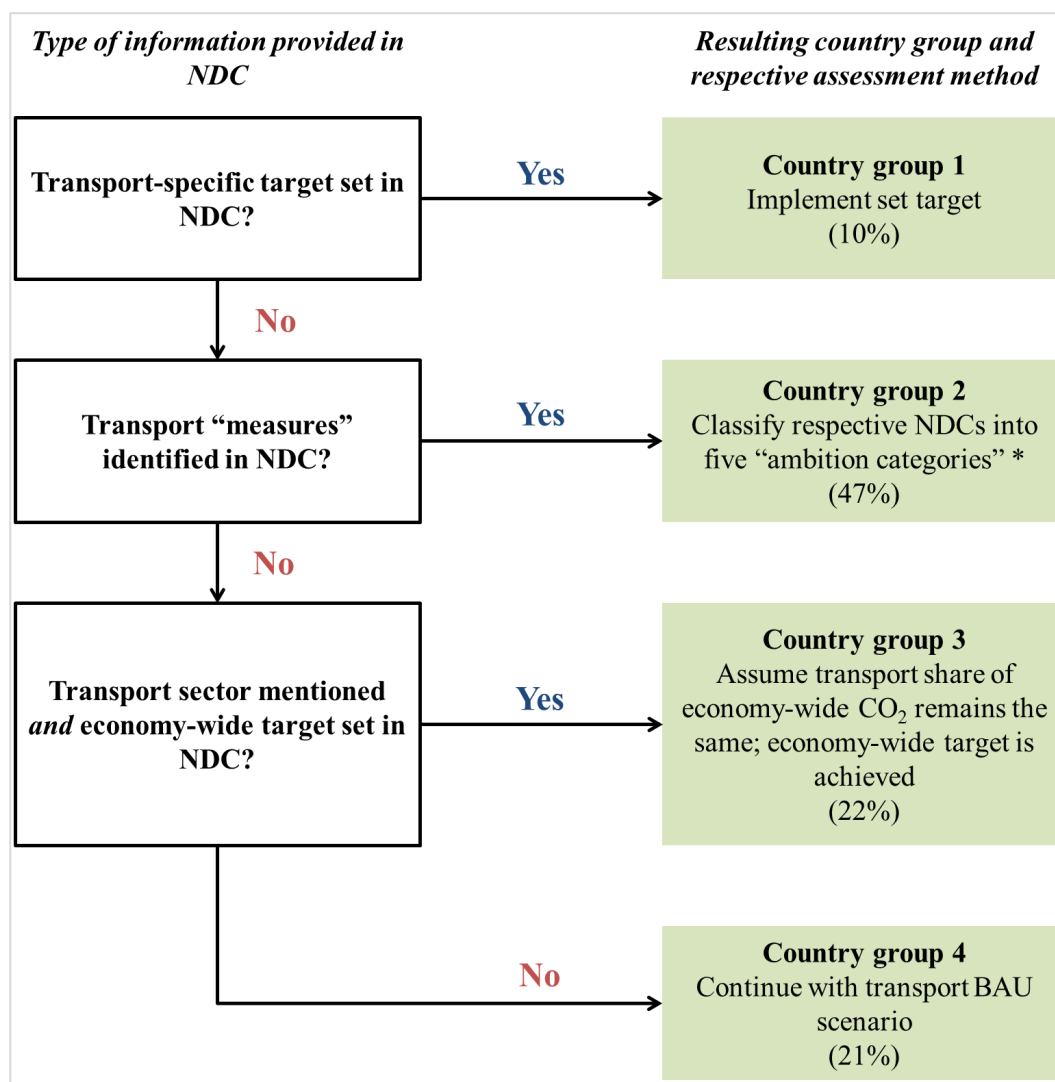 Type of information provided in
NDC
Resulting country group and
respective assessment method
Transport-specific target set in
NDC?
Yes
Country group 1
Implement set target
(10%)
No
Transport “measures”
identified in NDC?
Yes
Country group 2
Classify respective NDCs into
five “ambition categories” *
(47%)
No
Transport sector mentioned
and economy-wide target set in
NDC?
Yes
Country group 3
Assume transport share of
economy-wide CO₂ remains the
same; economy-wide target is
achieved
(22%)
No
Country group 4
Continue with transport BAU
scenario
(21%)